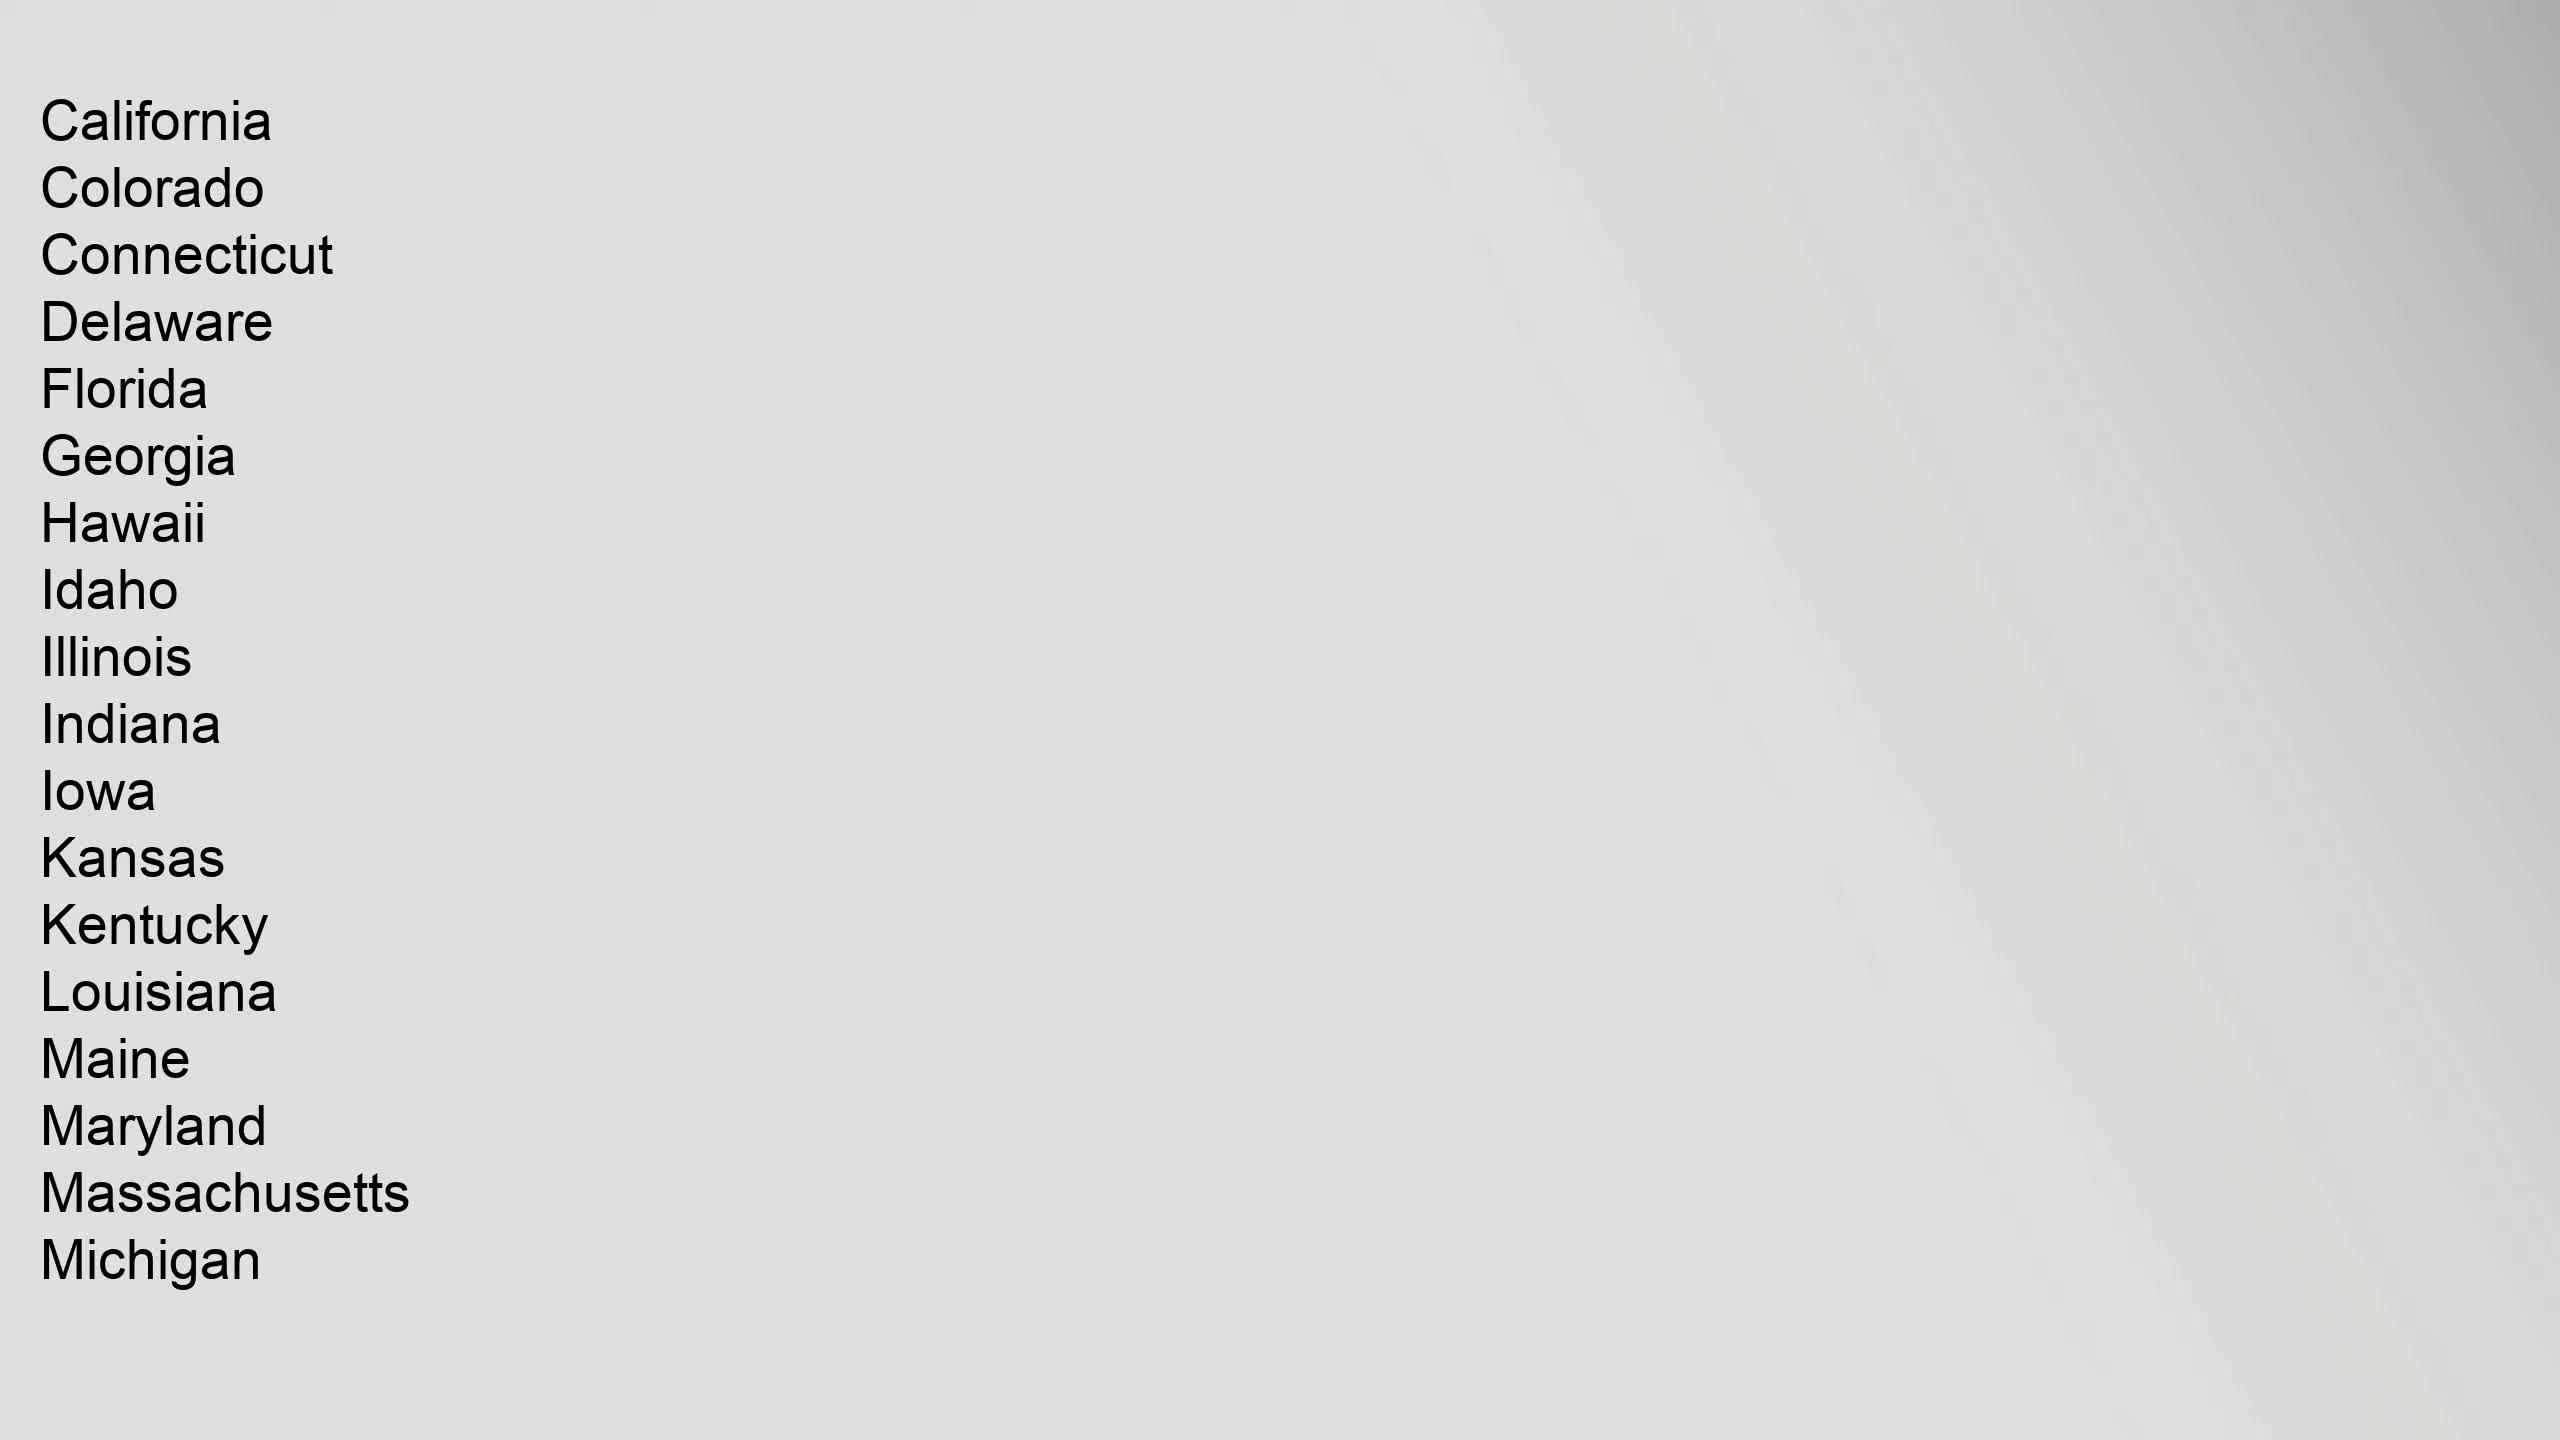 California
Colorado
Connecticut
Delaware
Florida
Georgia
Hawaii
Idaho
Illinois
Indiana
Iowa
Kansas
Kentucky
Louisiana
Maine
Maryland
Massachusetts
Michigan